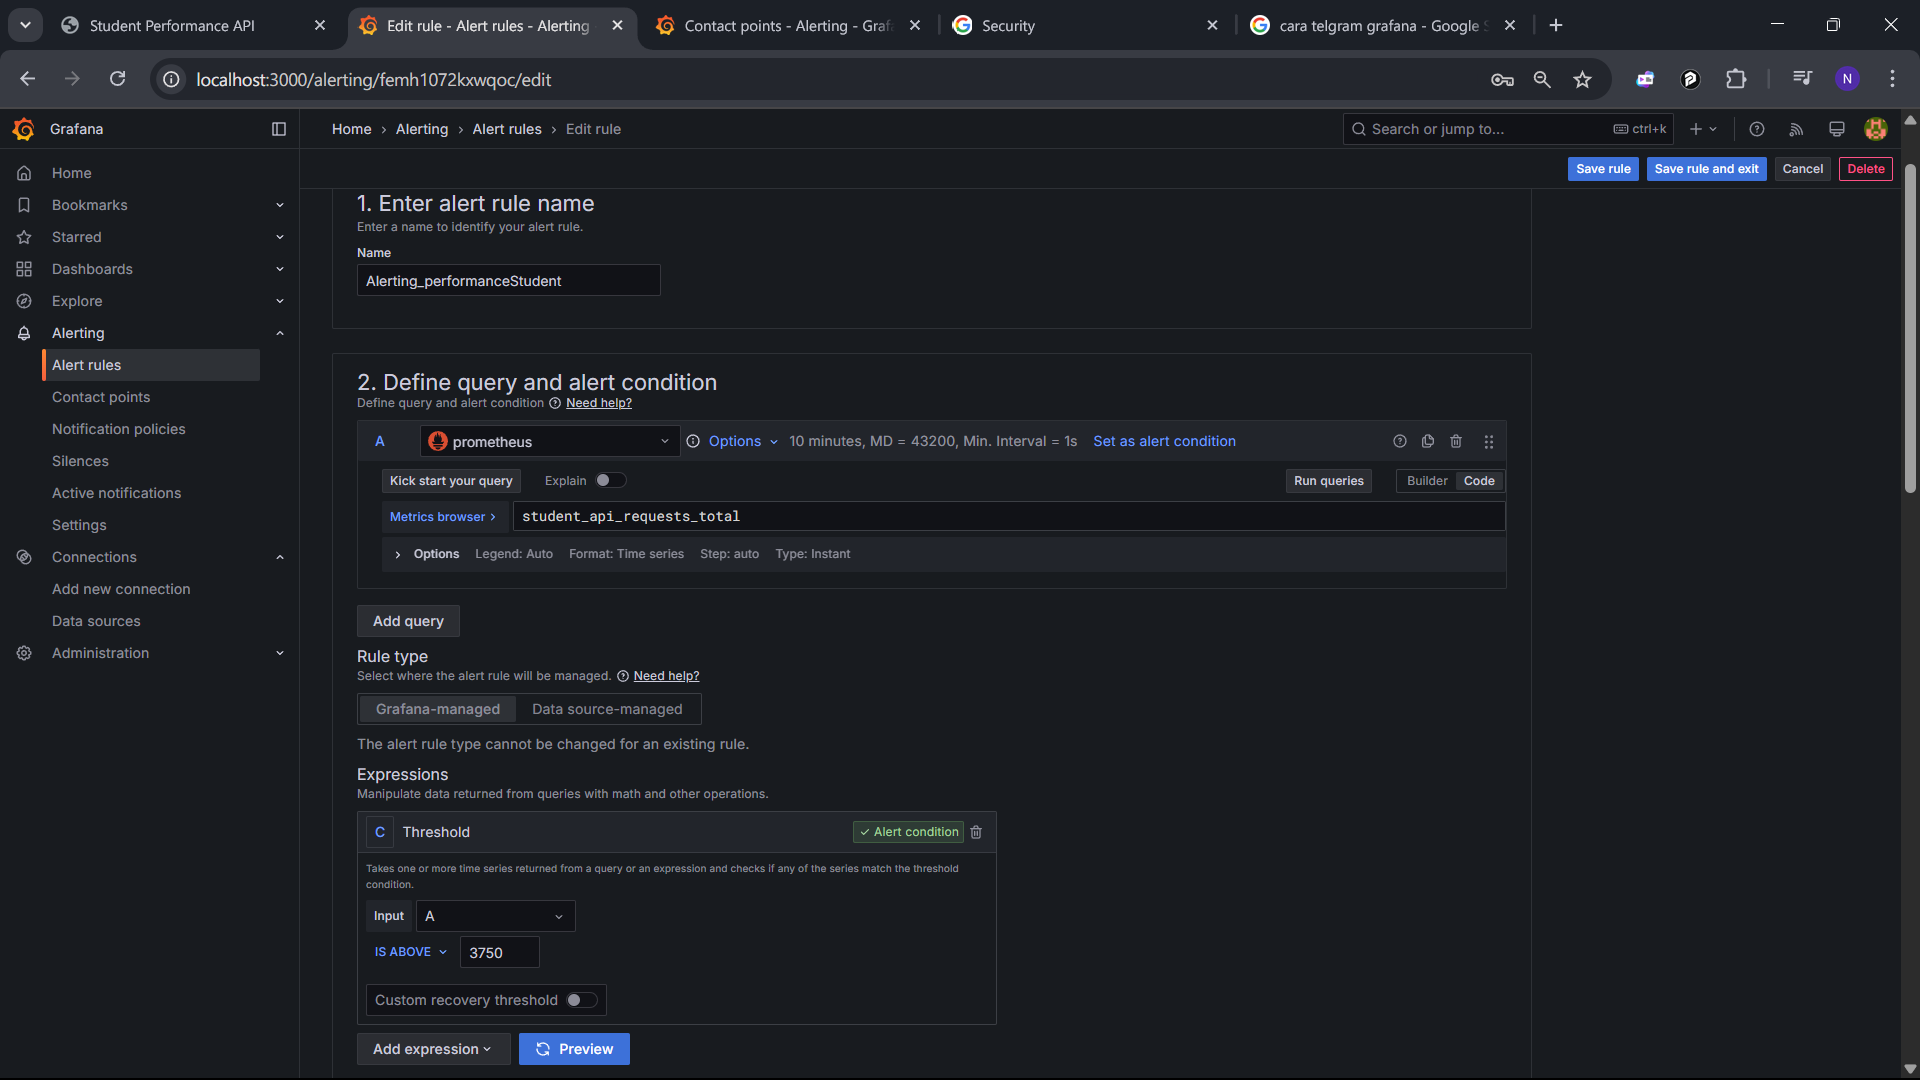 Student Performance API
Edit rule - Alert rules - Alerting
Contact points - Alerting - Graf
Security
cara telgram grafana - Google S
localhost:3000/alerting/femh1072kxwqoc/edit
N
Grafana
Home › Alerting › Alert rules › Edit rule
Search or jump to...
ctrl+k
Save rule
Save rule and exit
Cancel
Delete
Home
Bookmarks
Starred
Dashboards
Explore
Alerting
Alert rules
Contact points
Notification policies
Silences
Active notifications
Settings
Connections
Add new connection
Data sources
Administration
1. Enter alert rule name
Enter a name to identify your alert rule.
Name
Alerting_performanceStudent
2. Define query and alert condition
Define query and alert condition Need help?
A prometheus Options 10 minutes, MD = 43200, Min. Interval = 1s Set as alert condition
Kick start your query Explain Run queries Builder Code
Metrics browser > student_api_requests_total
Options Legend: Auto Format: Time series Step: auto Type: Instant
Add query
Rule type
Select where the alert rule will be managed. Need help?
Grafana-managed Data source-managed
The alert rule type cannot be changed for an existing rule.
Expressions
Manipulate data returned from queries with math and other operations.
C Threshold Alert condition
Takes one or more time series returned from a query or an expression and checks if any of the series match the threshold
condition.
Input A
IS ABOVE 3750
Custom recovery threshold
Add expression Preview